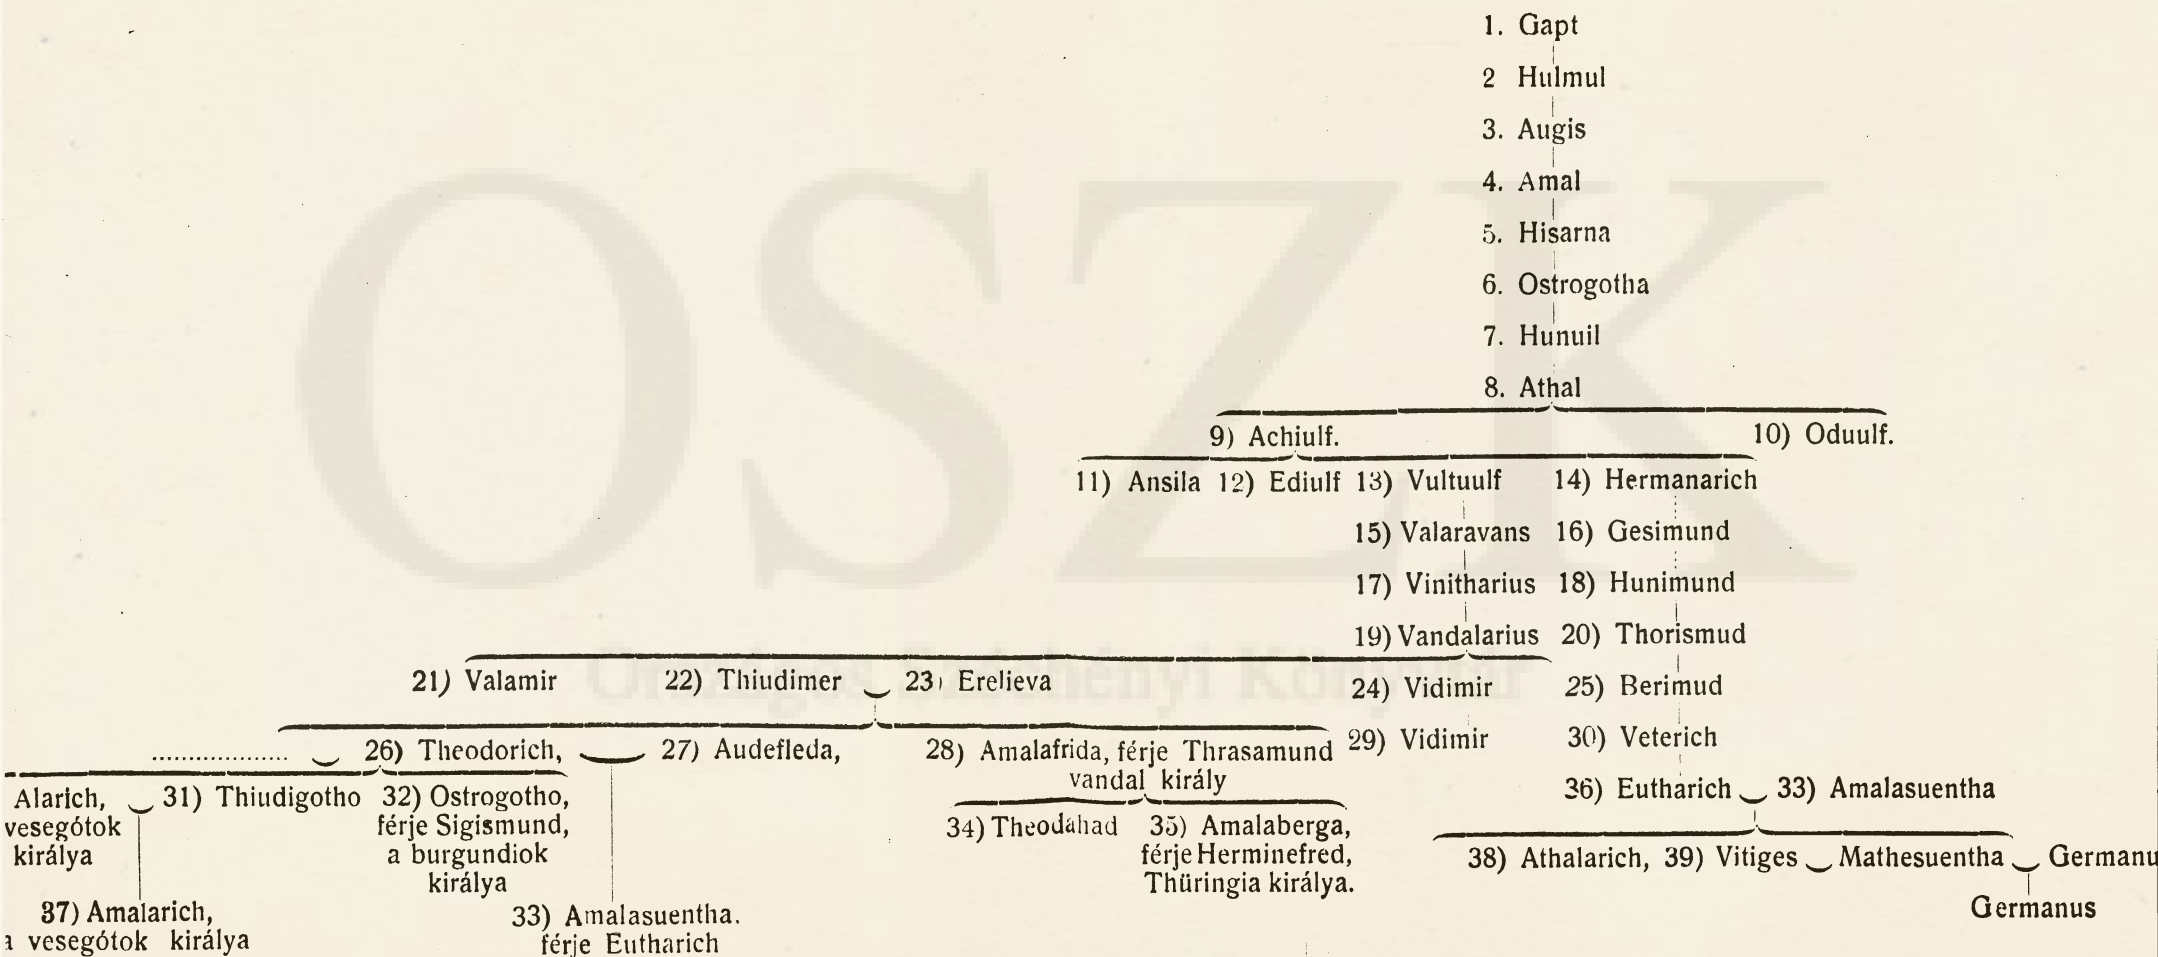 1. Gapt
2 Hulmul
3. Augis
4. Amal
5. Hisarna
6. Ostrogotha
7. Hunuil
8. Athal
9) Achiulf. 10) Oduulf.
11) Ansila 12) Ediulf 13) Vultuulf 14) Hermanarich
15) Valaravans 16) Gesimund
17) Vinitharius 18) Hunimund
19) Vandalarius 20) Thorismud
21) Valamir 22) Thiudimer 23) Erelieva 24) Vidimir 25) Berimud
26) Theodorich, 27) Audefleda, 28) Amalafrida, férje Thrasamund 29) Vidimir 30) Veterich
vandal király
Alarich, 31) Thiudigotho 32) Ostrogotho, 36) Eutharich 33) Amalasuentha
vesegótok férje Sigismund, 34) Theodahad 35) Amalaberga,
királya a burgundiok férje Herminefred, 38) Athalarich, 39) Vitiges Mathesuentha Germanu
királya Thüringia királya.
37) Amalarich, 33) Amalasuentha. Germanus
a vesegótok királya férje Eutharich
OSZK
Országos Széchényi Könyvtár